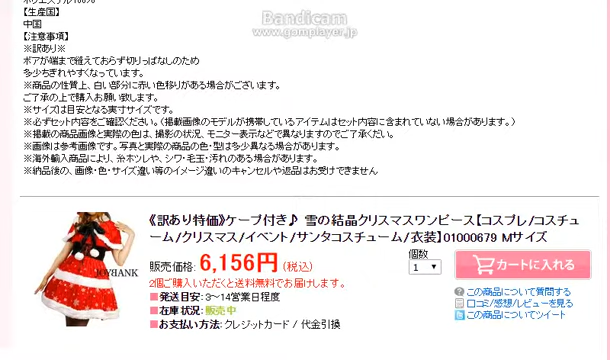 ポリエステル100%
【生産国】
中国
【注意事項】
※訳あり※
ボアが端まで縫えておらず切りっぱなしのため
多少ちぎれやすくなっています。
※商品の性質上、白い部分に赤い色移りがある場合がございます。
ご了承の上で購入お願い致します。
※サイズは目安となる実寸サイズです。
※必ずセット内容をご確認ください。（掲載画像のモデルが携帯しているアイテムはセット内容に含まれていない場合があります。）
※掲載の商品画像と実際の色は、撮影の状況、モニター表示などで異なりますのでご了承ください。
※画像は参考画像です。写真と実際の商品の色・型は多少異なる場合があります。
※海外輸入商品により、糸ホツレや、シワ・毛玉・汚れのある場合があります。
※納品後の、画像・色・サイズ違い等のイメージ違いのキャンセルや返品はお受けできません
Bandicam
www.gomplayer.jp
JOYBANK
《訳あり特価》ケープ付き♪ 雪の結晶クリスマスワンピース【コスプレ/コスチュ
ーム/クリスマス/イベント/サンタコスチューム/衣装】01000679 Mサイズ
販売価格: 6,156円 (税込)
2個ご購入いただくと送料無料でお届けします。
■発送目安: 3～14営業日程度
■在庫状況: 販売中
■お支払い方法: クレジットカード / 代金引換
個数
1
カートに入れる
この商品について質問する
口コミ/感想/レビューを見る
この商品についてツイート